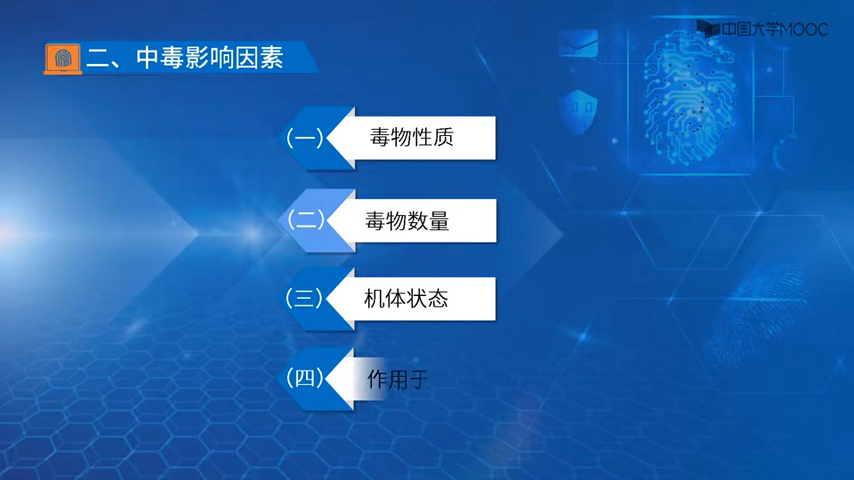 中国大学MOOC
二、中毒影响因素
(一) 毒物性质
(二) 毒物数量
(三) 机体状态
(四) 作用于